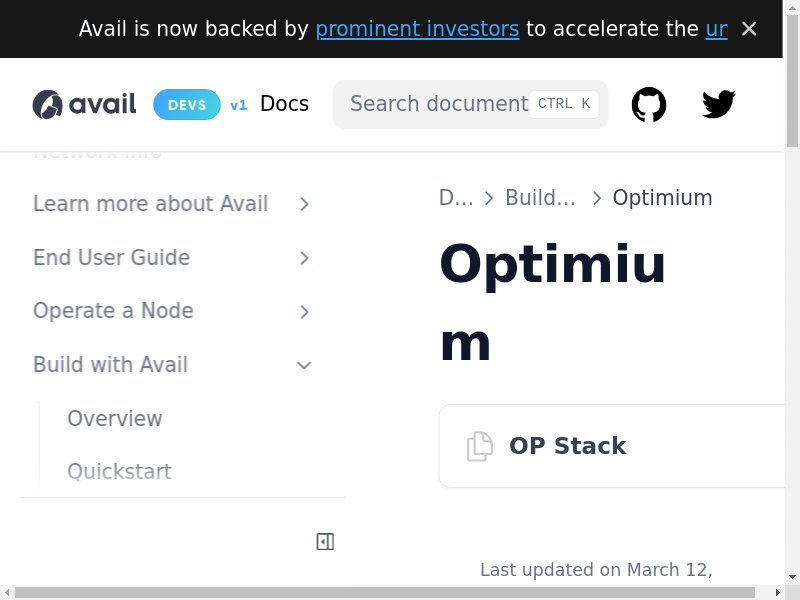 Avail is now backed by prominent investors to accelerate the ur
avail DEVS v1 Docs
Search document CTRL K
Network Info
Learn more about Avail
End User Guide
Operate a Node
Build with Avail
Overview
Quickstart
D... > Build... > Optimium
Optimiu
m
OP Stack
Last updated on March 12,